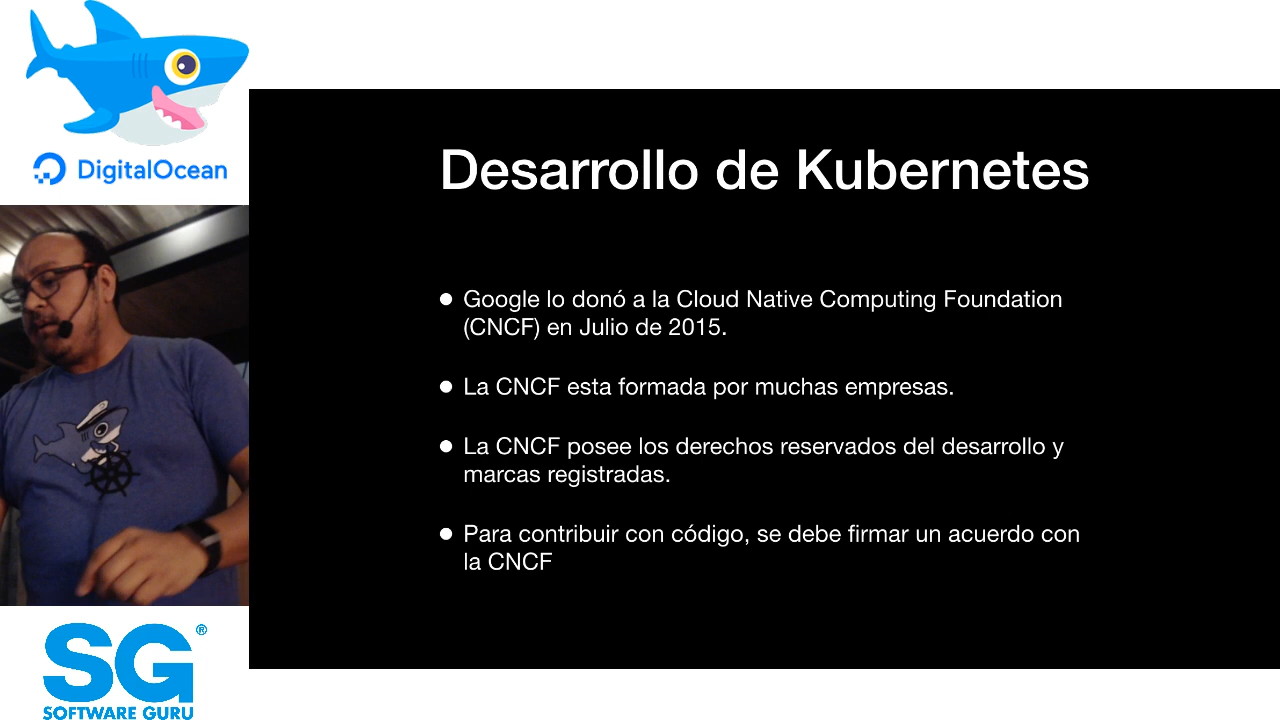 DigitalOcean
Desarrollo de Kubernetes
Google lo donó a la Cloud Native Computing Foundation
(CNCF) en Julio de 2015.
La CNCF esta formada por muchas empresas.
La CNCF posee los derechos reservados del desarrollo y
marcas registradas.
Para contribuir con código, se debe firmar un acuerdo con
la CNCF
SG®
SOFTWARE GURU